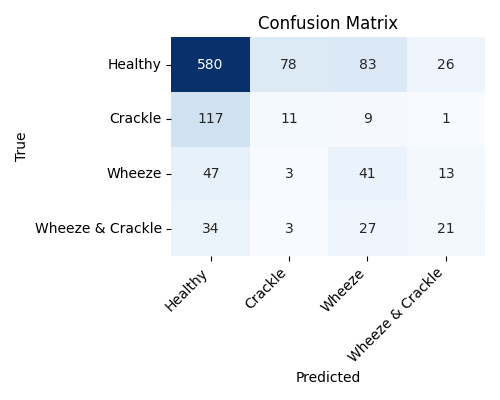 Confusion Matrix
True
Healthy 580 78 83 26
Crackle 117 11 9 1
Wheeze 47 3 41 13
Wheeze & Crackle 34 3 27 21
Healthy Crackle Wheeze Wheeze & Crackle
Predicted